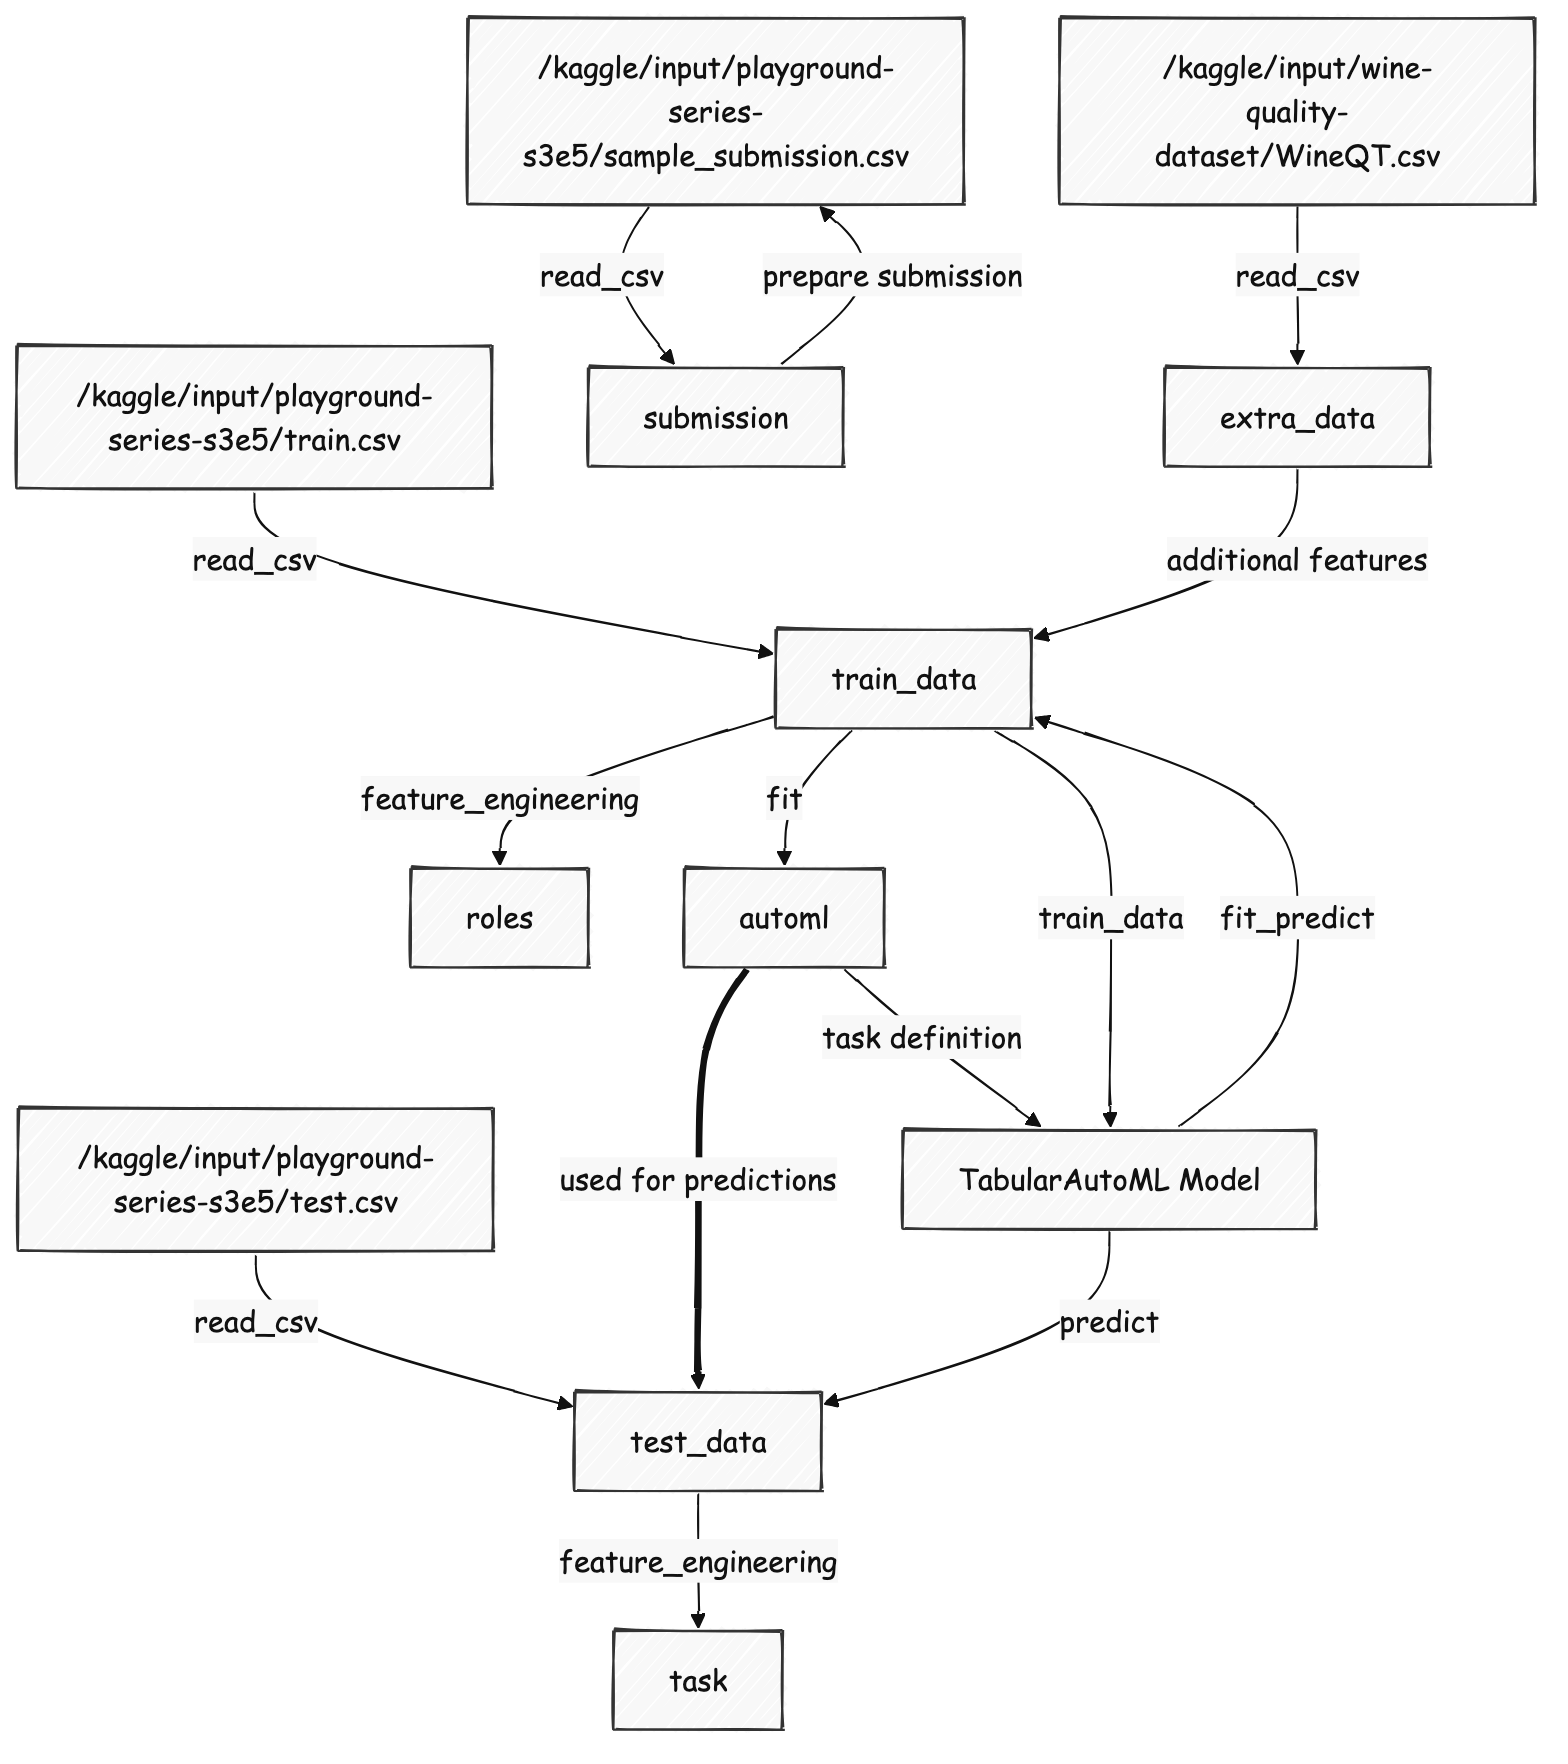 /kaggle/input/playground-
series-
s3e5/sample_submission.csv
/kaggle/input/wine-
quality-
dataset/WineQT.csv
read_csv
prepare submission
read_csv
/kaggle/input/playground-
series-s3e5/train.csv
submission
extra_data
read_csv
additional features
train_data
feature_engineering
fit
roles
automl
train_data
fit_predict
task definition
/kaggle/input/playground-
series-s3e5/test.csv
used for predictions
TabularAutoML Model
read_csv
predict
test_data
feature_engineering
task